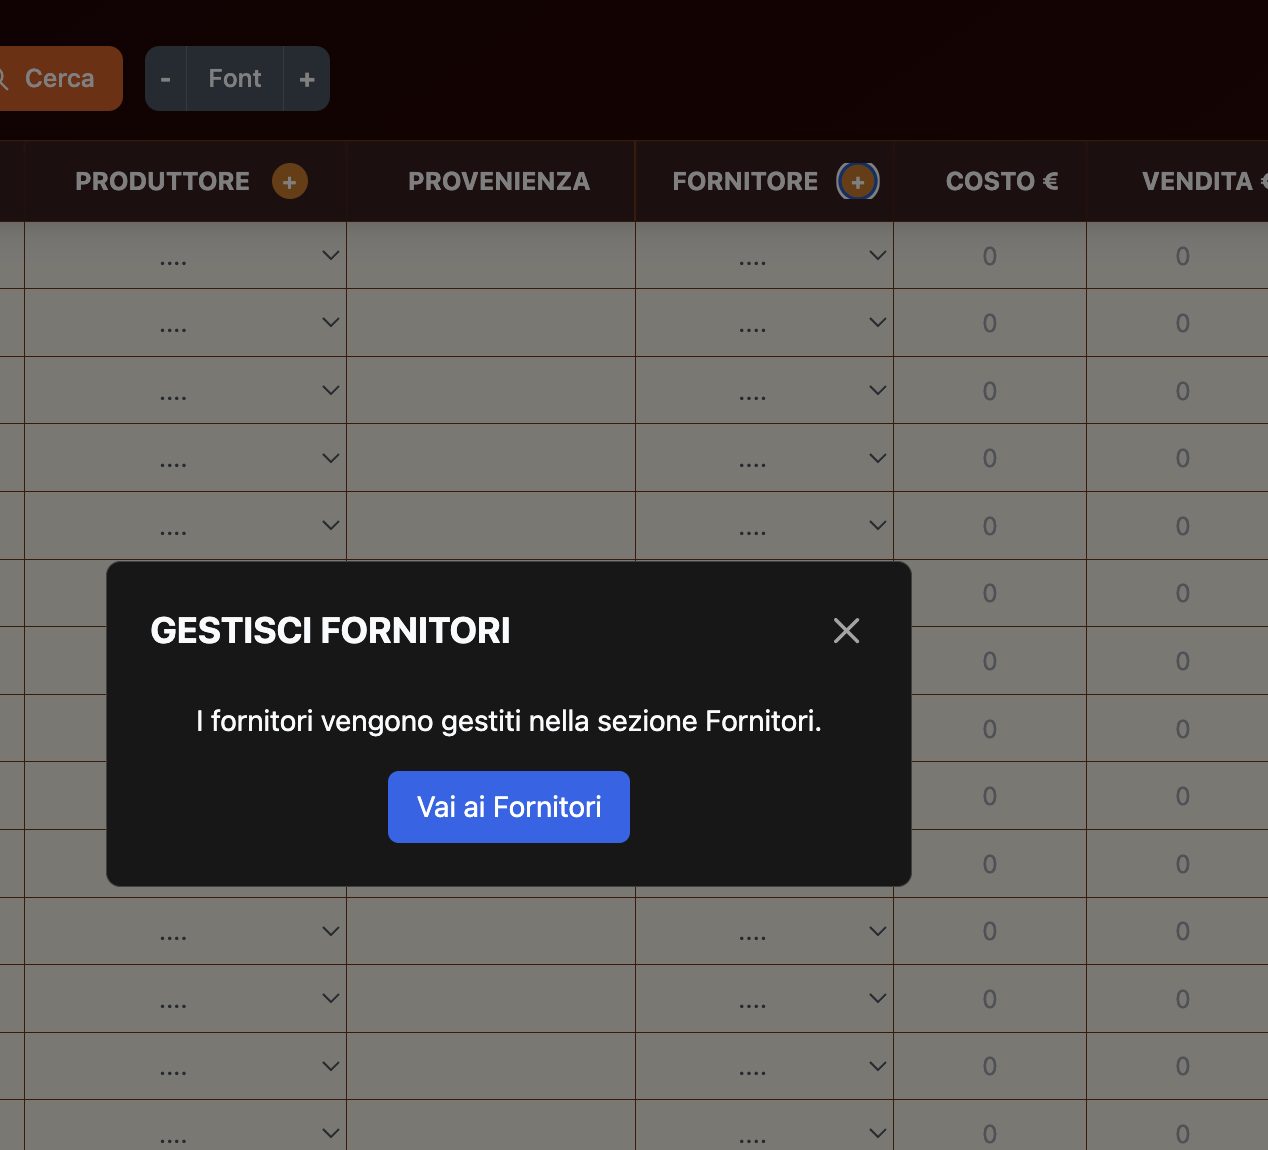 Cerca - Font +
PRODUTTORE + PROVENIENZA FORNITORE + COSTO € VENDITA €
.... .... 0 0
.... .... 0 0
.... .... 0 0
.... .... 0 0
.... .... 0 0
0 0
GESTISCI FORNITORI
0 0
I fornitori vengono gestiti nella sezione Fornitori.
0 0
Vai ai Fornitori
0 0
0 0
.... .... 0 0
.... .... 0 0
.... .... 0 0
.... .... 0 0